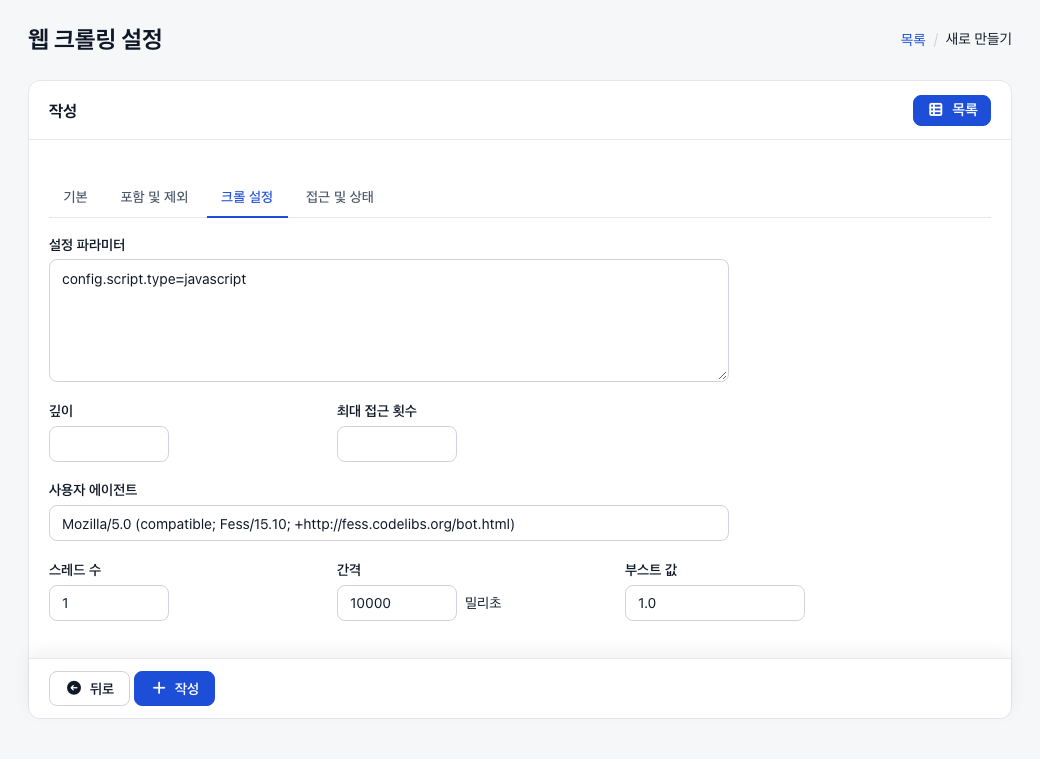 웹 크롤링 설정
목록 / 새로 만들기
작성
목록
기본 포함 및 제외 크롤 설정 접근 및 상태
설정 파라미터
config.script.type=javascript
깊이 최대 접근 횟수
사용자 에이전트
Mozilla/5.0 (compatible; Fess/15.10; +http://fess.codelibs.org/bot.html)
스레드 수 간격 부스트 값
1 10000 밀리초 1.0
뒤로 작성